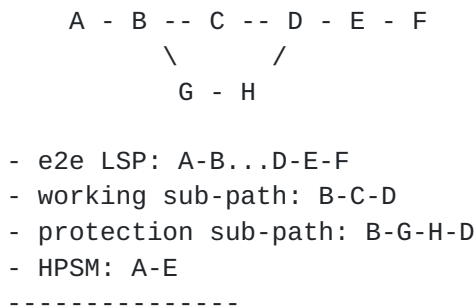 A - B -- C -- D - E - F
\ /
G - H
- e2e LSP: A-B...D-E-F
- working sub-path: B-C-D
- protection sub-path: B-G-H-D
- HPSM: A-E
---------------